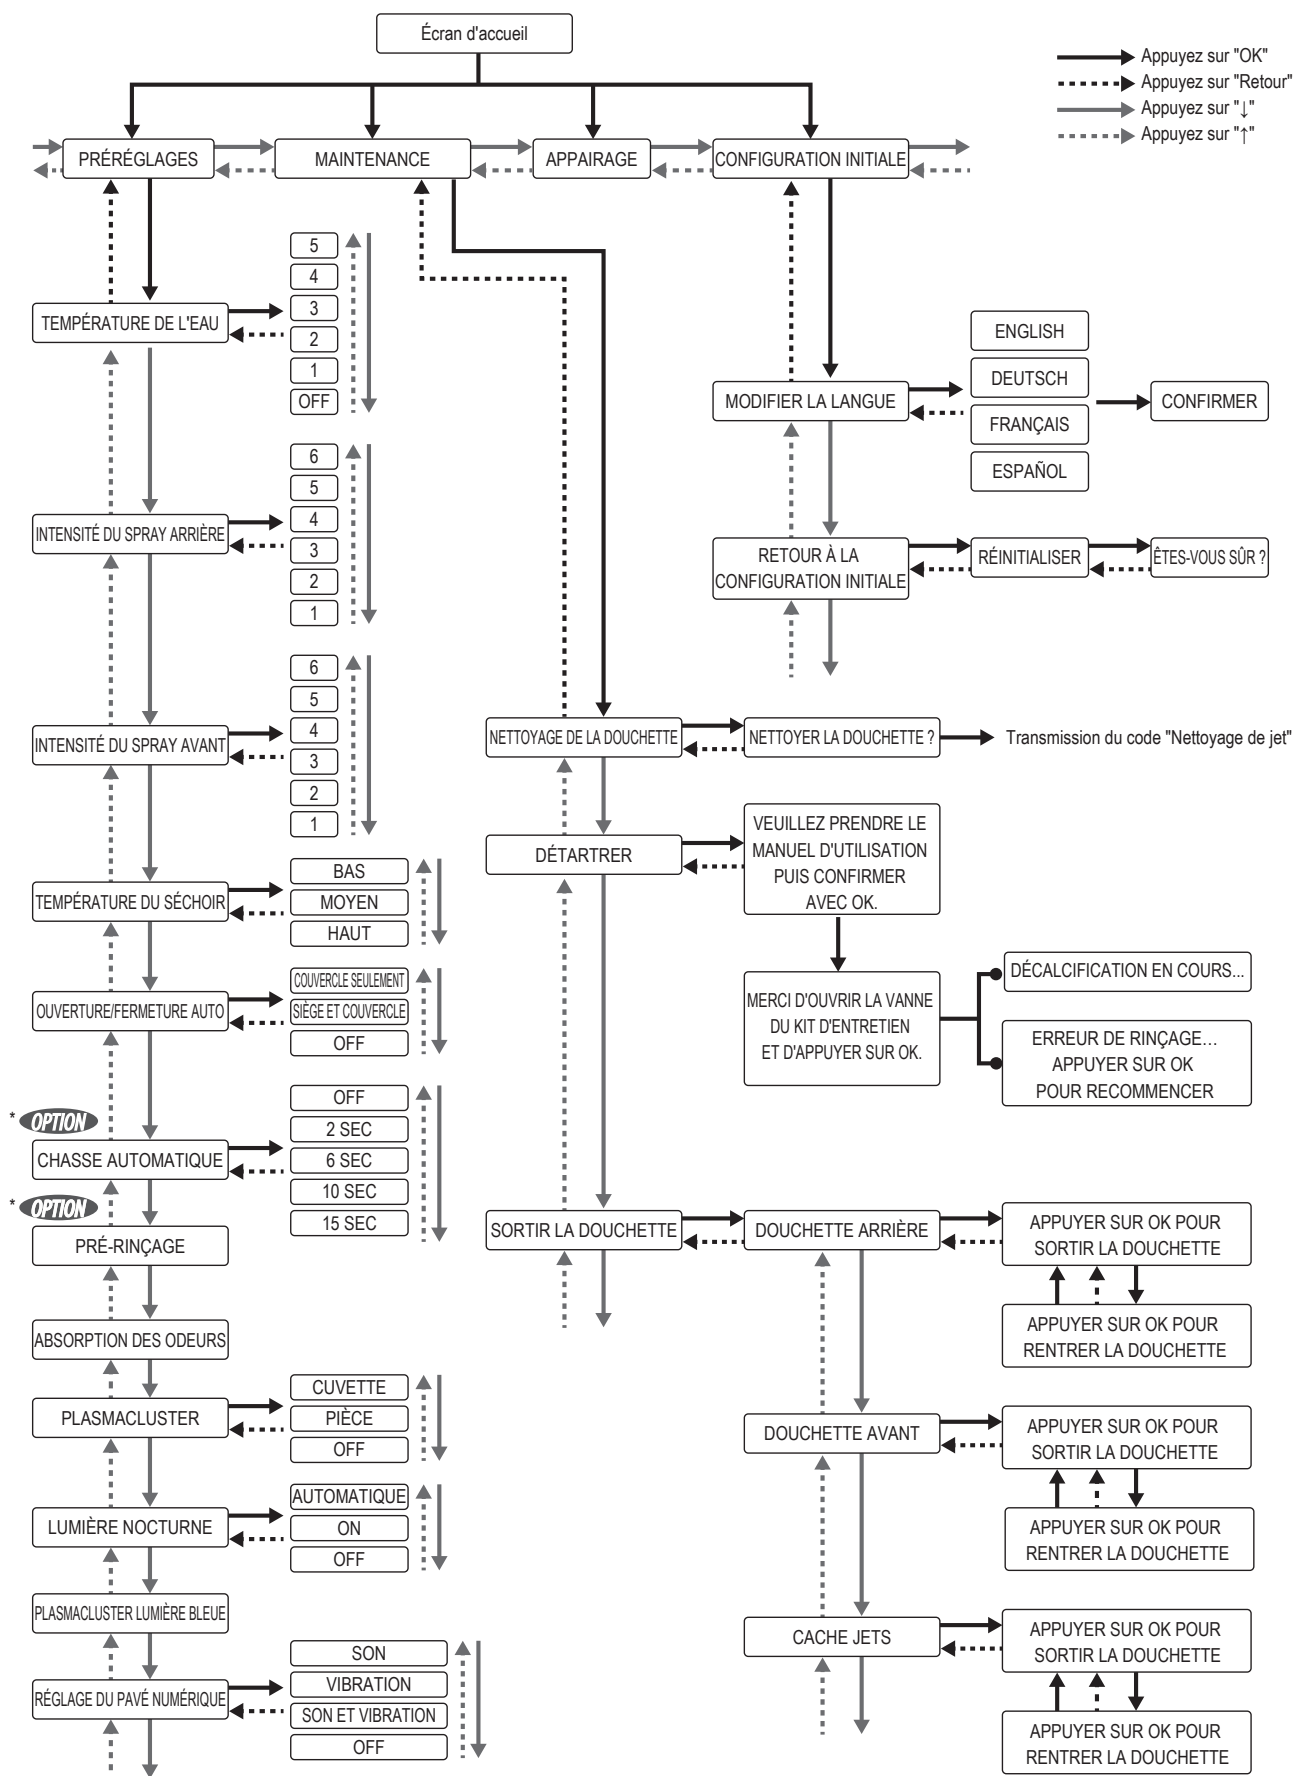 Écran d'accueil
Appuyez sur "OK"
Appuyez sur "Retour"
Appuyez sur "↓"
Appuyez sur "↑"
PRÉRÉGLAGES
MAINTENANCE
APPAIRAGE
CONFIGURATION INITIALE
TEMPÉRATURE DE L'EAU
5
4
3
2
1
OFF
INTENSITÉ DU SPRAY ARRIÈRE
6
5
4
3
2
1
INTENSITÉ DU SPRAY AVANT
6
5
4
3
2
1
TEMPÉRATURE DU SÉCHOIR
BAS
MOYEN
HAUT
OUVERTURE/FERMETURE AUTO
COUVERCLE SEULEMENT
SIÈGE ET COUVERCLE
OFF
* OPTION
CHASSE AUTOMATIQUE
OFF
2 SEC
6 SEC
10 SEC
15 SEC
* OPTION
PRÉ-RINÇAGE
ABSORPTION DES ODEURS
PLASMACLUSTER
CUVETTE
PIÈCE
OFF
LUMIÈRE NOCTURNE
AUTOMATIQUE
ON
OFF
PLASMACLUSTER LUMIÈRE BLEUE
RÉGLAGE DU PAVÉ NUMÉRIQUE
SON
VIBRATION
SON ET VIBRATION
OFF
NETTOYAGE DE LA DOUCHETTE
NETTOYER LA DOUCHETTE ?
Transmission du code "Nettoyage de jet"
DÉTARTRER
VEUILLEZ PRENDRE LE
MANUEL D'UTILISATION
PUIS CONFIRMER
AVEC OK.
MERCI D'OUVRIR LA VANNE
DU KIT D'ENTRETIEN
ET D'APPUYER SUR OK.
DÉCALCIFICATION EN COURS...
ERREUR DE RINÇAGE…
APPUYER SUR OK
POUR RECOMMENCER
SORTIR LA DOUCHETTE
DOUCHETTE ARRIÈRE
APPUYER SUR OK POUR
SORTIR LA DOUCHETTE
APPUYER SUR OK POUR
RENTRER LA DOUCHETTE
DOUCHETTE AVANT
APPUYER SUR OK POUR
SORTIR LA DOUCHETTE
APPUYER SUR OK POUR
RENTRER LA DOUCHETTE
CACHE JETS
APPUYER SUR OK POUR
SORTIR LA DOUCHETTE
APPUYER SUR OK POUR
RENTRER LA DOUCHETTE
MODIFIER LA LANGUE
ENGLISH
DEUTSCH
FRANÇAIS
ESPAÑOL
CONFIRMER
RETOUR À LA
CONFIGURATION INITIALE
RÉINITIALISER
ÊTES-VOUS SÛR ?